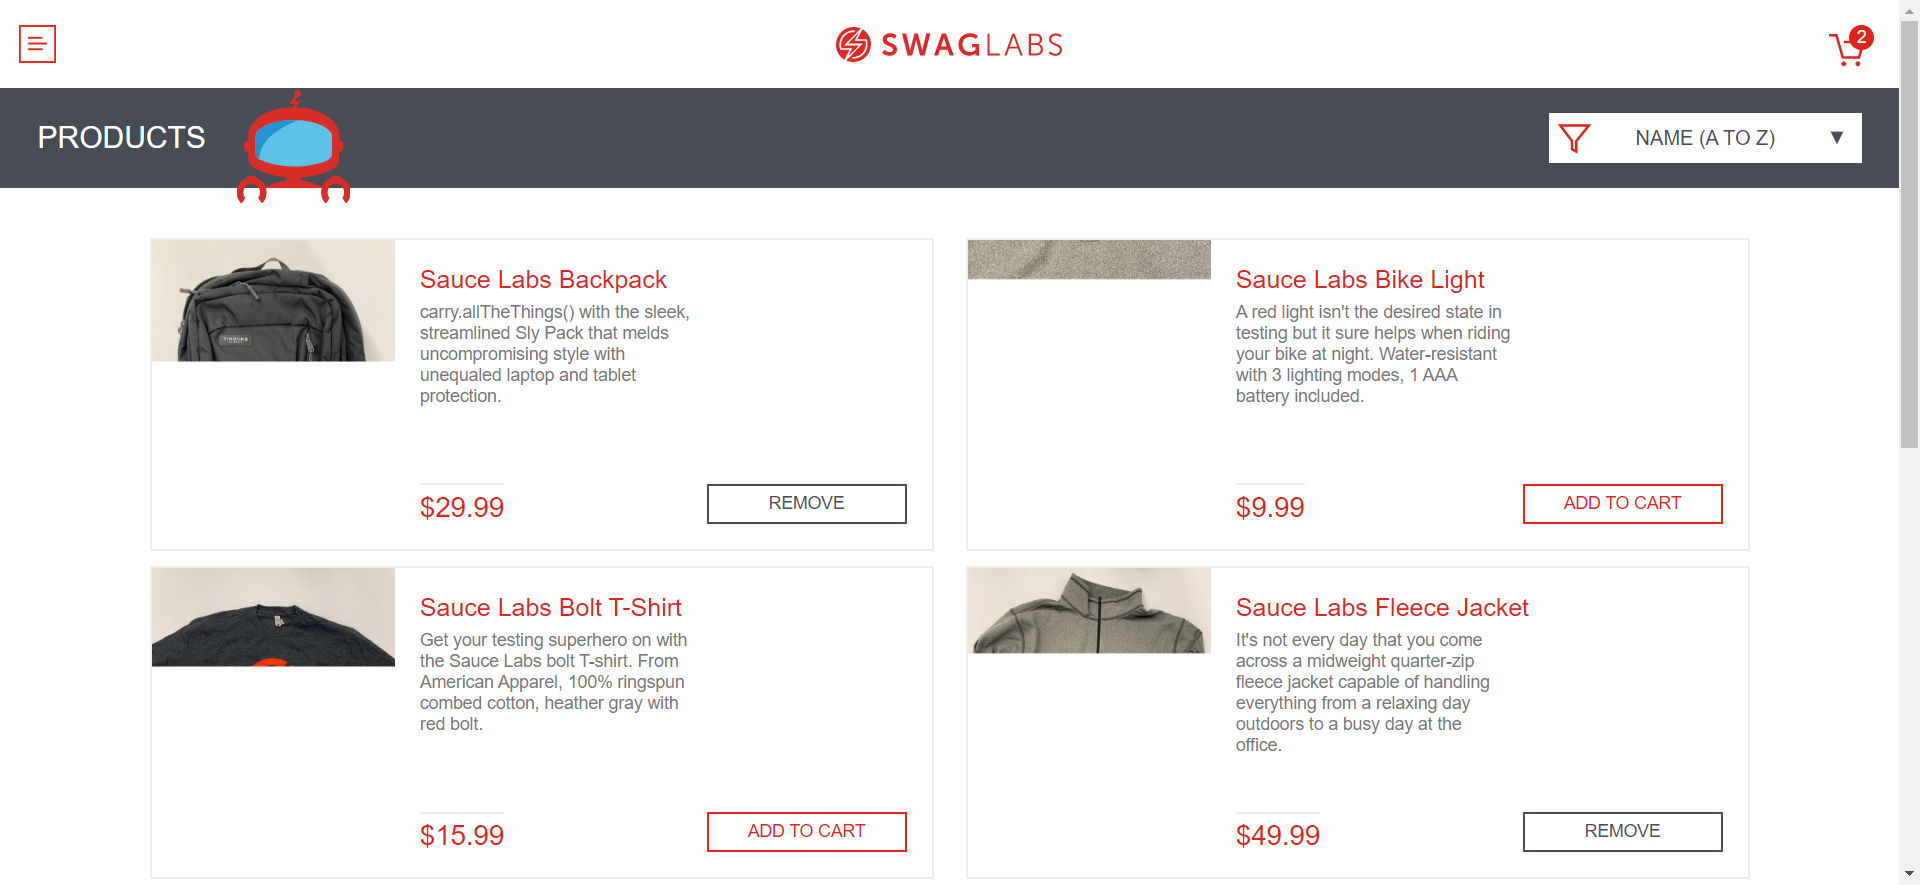 SWAGLABS
2
PRODUCTS
NAME (A TO Z)
Sauce Labs Backpack
carry.allTheThings() with the sleek,
streamlined Sly Pack that melds
uncompromising style with
unequaled laptop and tablet
protection.
$29.99
REMOVE
Sauce Labs Bike Light
A red light isn't the desired state in
testing but it sure helps when riding
your bike at night. Water-resistant
with 3 lighting modes, 1 AAA
battery included.
$9.99
ADD TO CART
Sauce Labs Bolt T-Shirt
Get your testing superhero on with
the Sauce Labs bolt T-shirt. From
American Apparel, 100% ringspun
combed cotton, heather gray with
red bolt.
$15.99
ADD TO CART
Sauce Labs Fleece Jacket
It's not every day that you come
across a midweight quarter-zip
fleece jacket capable of handling
everything from a relaxing day
outdoors to a busy day at the
office.
$49.99
REMOVE